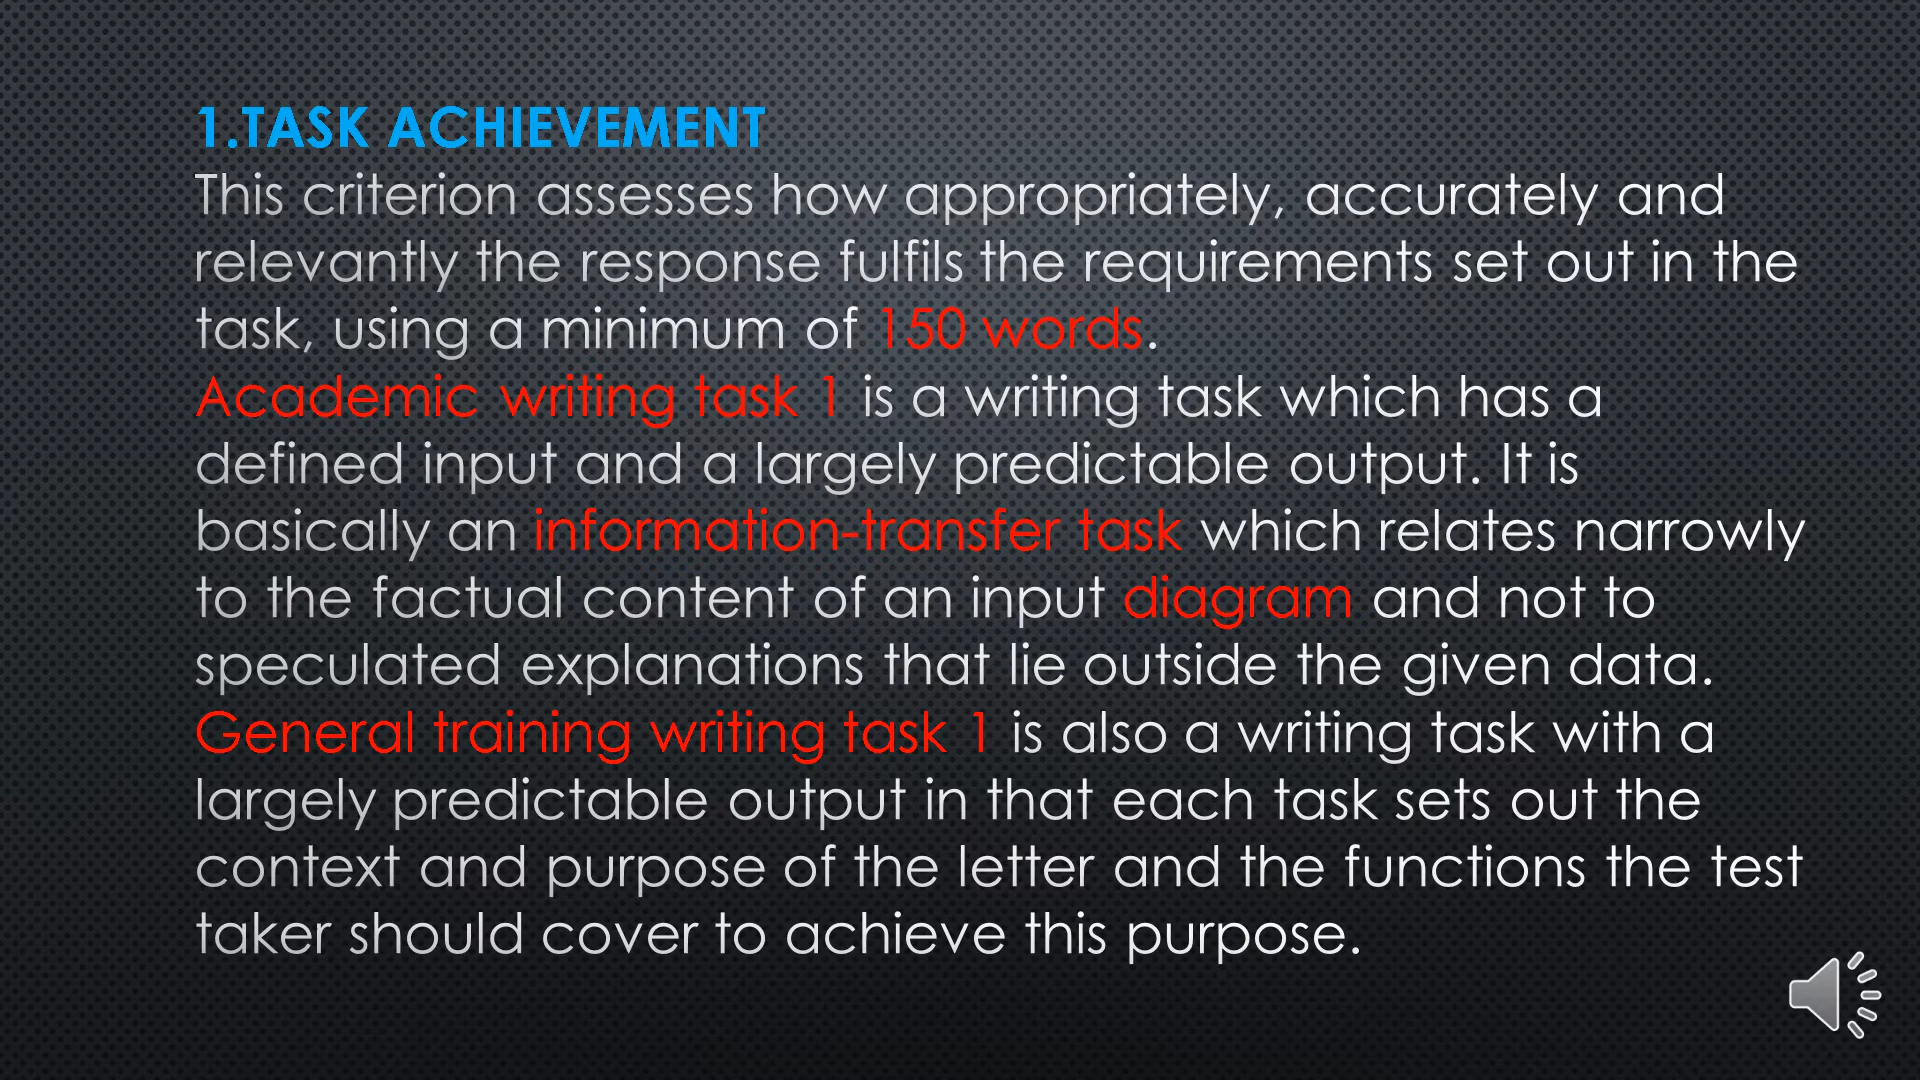 1.TASK ACHIEVEMENT
This criterion assesses how appropriately, accurately and
relevantly the response fulfils the requirements set out in the
task, using a minimum of 150 words.
Academic writing task 1 is a writing task which has a
defined input and a largely predictable output. It is
basically an information-transfer task which relates narrowly
to the factual content of an input diagram and not to
speculated explanations that lie outside the given data.
General training writing task 1 is also a writing task with a
largely predictable output in that each task sets out the
context and purpose of the letter and the functions the test
taker should cover to achieve this purpose.